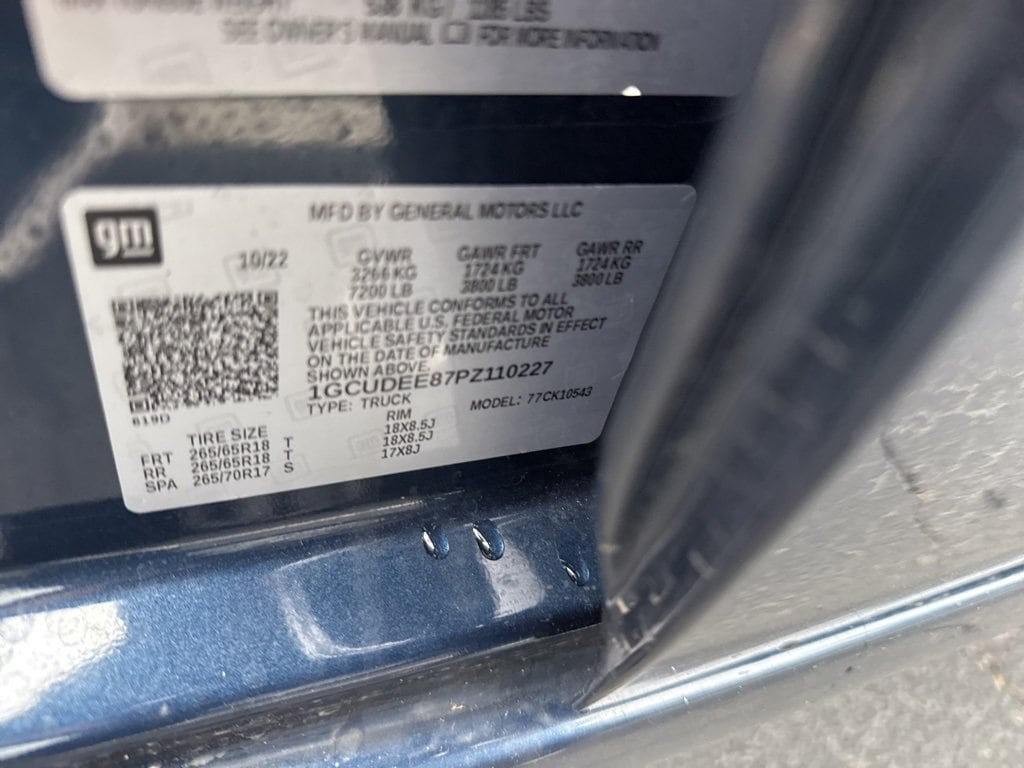 SEE OWNER'S MANUAL FOR MORE INFORMATION
gm
MFD BY GENERAL MOTORS LLC
10/22
GVWR GAWR FRT GAWR RR
3266 KG 1724 KG 1724 KG
7200 LB 3800 LB 3800 LB
THIS VEHICLE CONFORMS TO ALL
APPLICABLE U.S. FEDERAL MOTOR
VEHICLE SAFETY STANDARDS IN EFFECT
ON THE DATE OF MANUFACTURE
SHOWN ABOVE.
1GCUDEE87PZ110227
TYPE: TRUCK MODEL: 77CK10543
619D
TIRE SIZE RIM
FRT 265/65R18 T 18X8.5J
RR 265/65R18 T 18X8.5J
SPA 265/70R17 S 17X8J